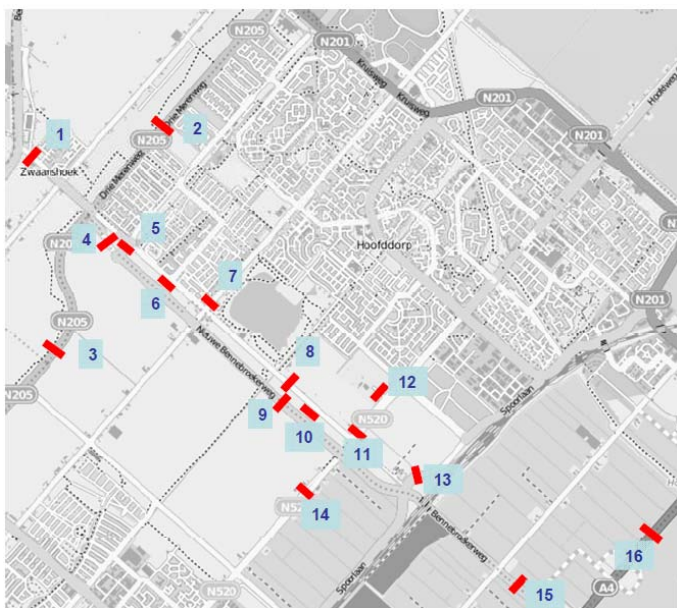 N205
N201
Kruisweg
Kruisweg
N201
Hoofdweg
2
Drie Merenweg
N205
N201
1
Zwaanshoek
Drie Merenweg
5
4
Hoofddorp
7
6
N201
N205
3
8
Nieuwe Bennebroekerweg
12
Spoorlaan
9
N205
10
N520
11
13
14
Bennebroekerweg
16
Spoorlaan
15
A4
N520